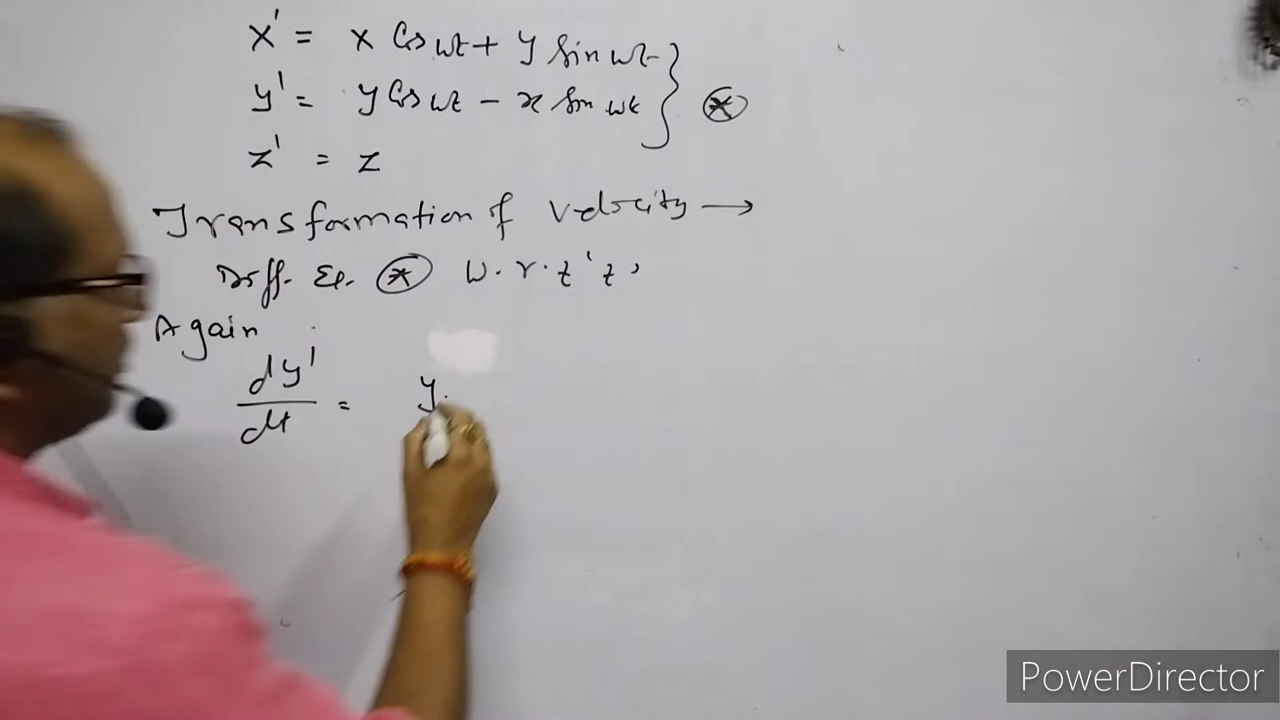 x' = x Cos wt + y Sin wt
y' = y Cos wt - x Sin wt } ⊛
z' = z
Transformation of velocity →
Diff. Eq. ⊛ w.r.t 't'
Again
dy'/dt = y.
PowerDirector